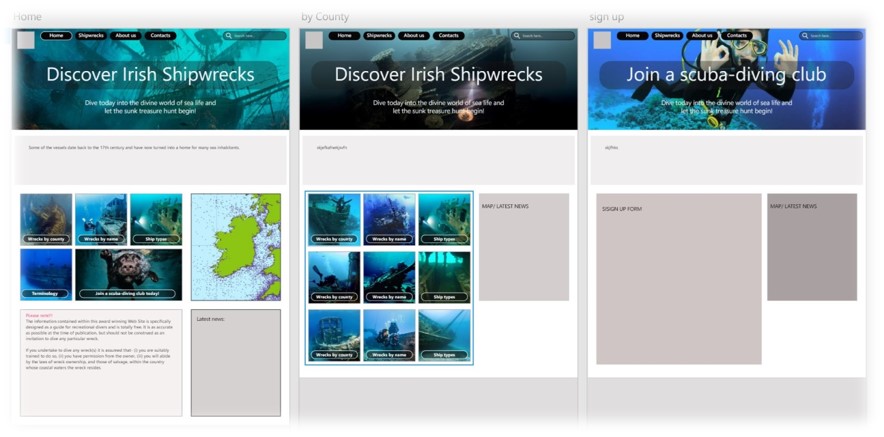 Home
Home Shipwrecks About us Contacts Search here..
Discover Irish Shipwrecks
Dive today into the divine world of sea life and
let the sunk treasure hunt begin!
Some of the vessels date back to the 17th century and have now turned into a home for many sea inhabitants.
Wrecks by county
Wrecks by name
Ship types
Terminology
Join a scuba-diving club today!
Please note!!!
The information contained within this award winning Web Site is specifically
designed as a guide for recreational divers and is totally free. It is as accurate
as possible at the time of publication, but should not be construed as an
invitation to dive any particular wreck.
If you undertake to dive any wreck(s) it is assumed that: (i) you are suitably
trained to do so, (ii) you have permission from the owner. (iii) you will abide
by the laws of wreck ownership, and those of salvage, within the country
whose coastal waters the wreck resides.
Latest news:
by County
Home Shipwrecks About us Contacts Search here..
Discover Irish Shipwrecks
Dive today into the divine world of sea life and
let the sunk treasure hunt begin!
Wrecks by county
Wrecks by name
Ship types
Wrecks by county
Wrecks by name
Ship types
Wrecks by county
Wrecks by name
Ship types
MAP/ LATEST NEWS
sign up
Home Shipwrecks About us Contacts Search here..
Join a scuba-diving club
Dive today into the divine world of sea life and
let the sunk treasure hunt begin!
SISIGN UP FORM
MAP/ LATEST NEWS